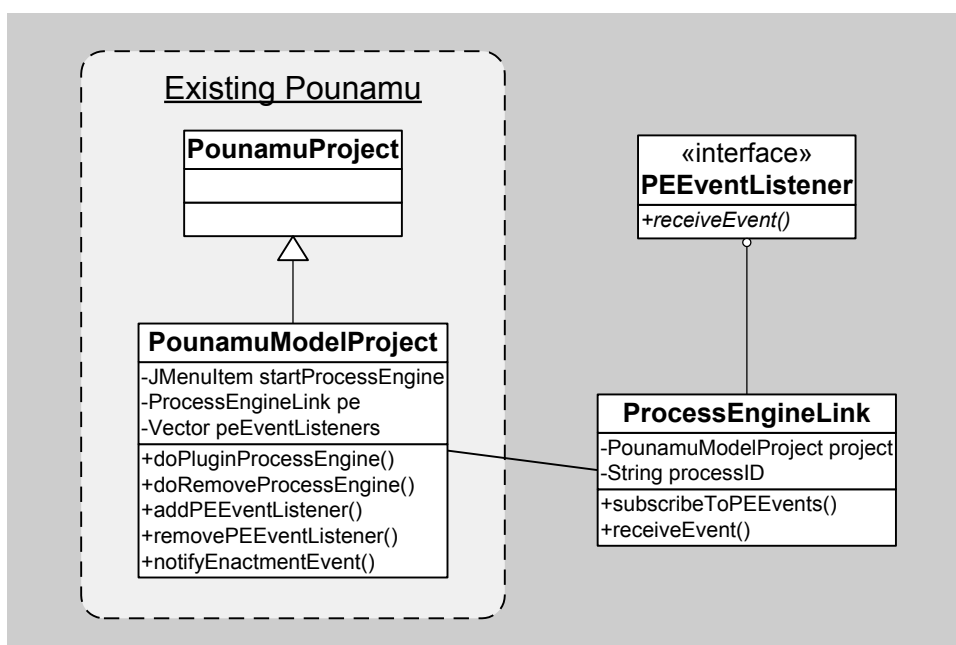 Existing Pounamu
PounamuProject
PounamuModelProject
-JMenuItem startProcessEngine
-ProcessEngineLink pe
-Vector peEventListeners
+doPluginProcessEngine()
+doRemoveProcessEngine()
+addPEEventListener()
+removePEEventListener()
+notifyEnactmentEvent()
«interface»
PEEventListener
+receiveEvent()
ProcessEngineLink
-PounamuModelProject project
-String processID
+subscribeToPEEvents()
+receiveEvent()